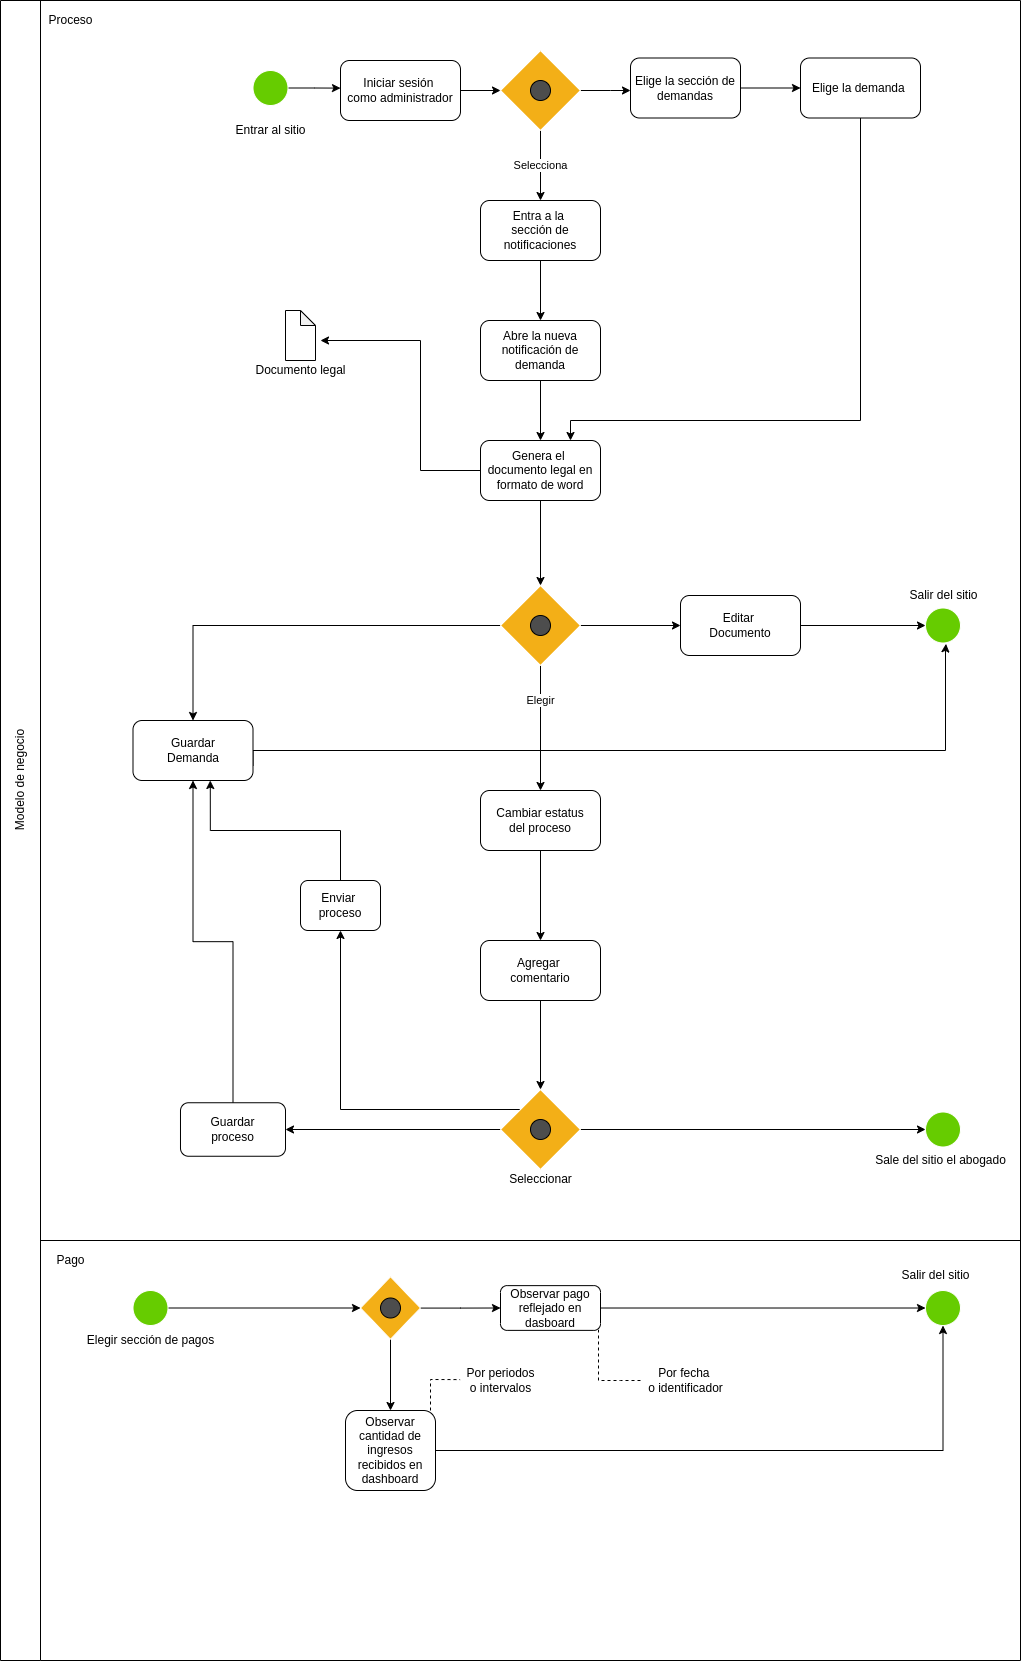 Proceso
Iniciar sesión
como administrador
Elige la sección de
demandas
Elige la demanda
Entrar al sitio
Selecciona
Entra a la
sección de
notificaciones
Abre la nueva
notificación de
demanda
Documento legal
Genera el
documento legal en
formato de word
Salir del sitio
Editar
Documento
Elegir
Guardar
Demanda
Modelo de negocio
Cambiar estatus
del proceso
Enviar
proceso
Agregar
comentario
Guardar
proceso
Sale del sitio el abogado
Seleccionar
Pago
Salir del sitio
Observar pago
reflejado en
dasboard
Elegir sección de pagos
Por periodos
o intervalos
Por fecha
o identificador
Observar
cantidad de
ingresos
recibidos en
dashboard